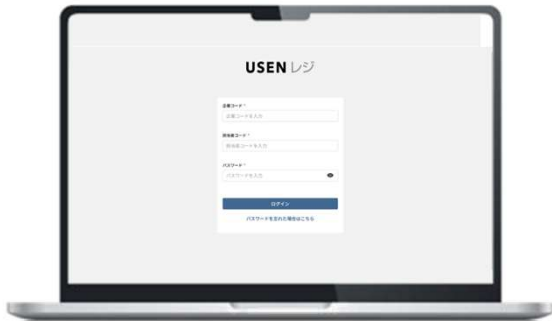 USEN レジ
企業コード *
企業コードを入力
担当者コード *
担当者コードを入力
パスワード *
パスワードを入力
ログイン
パスワードを忘れた場合はこちら